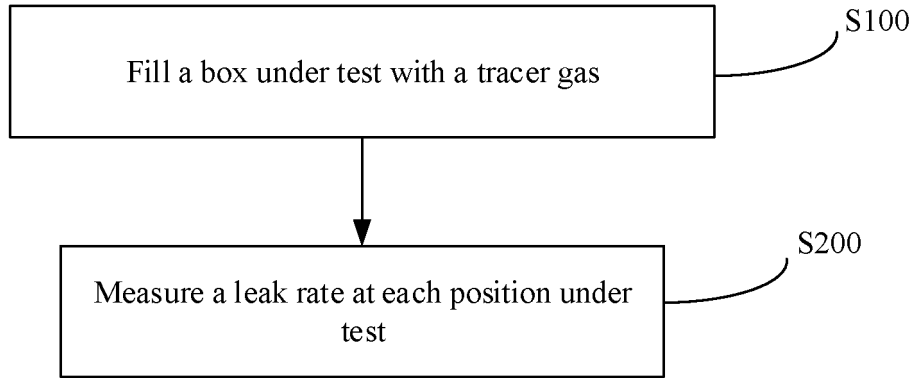 S100
Fill a box under test with a tracer gas
S200
Measure a leak rate at each position under
test